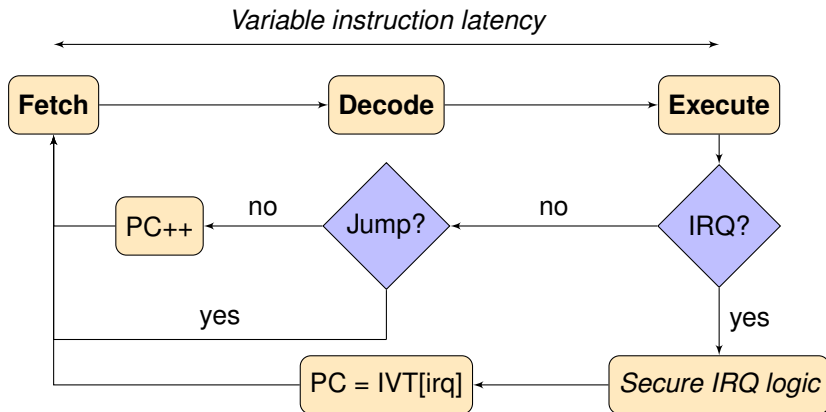 Variable instruction latency
Fetch
Decode
Execute
PC++
no
Jump?
no
IRQ?
yes
yes
PC = IVT[irq]
Secure IRQ logic